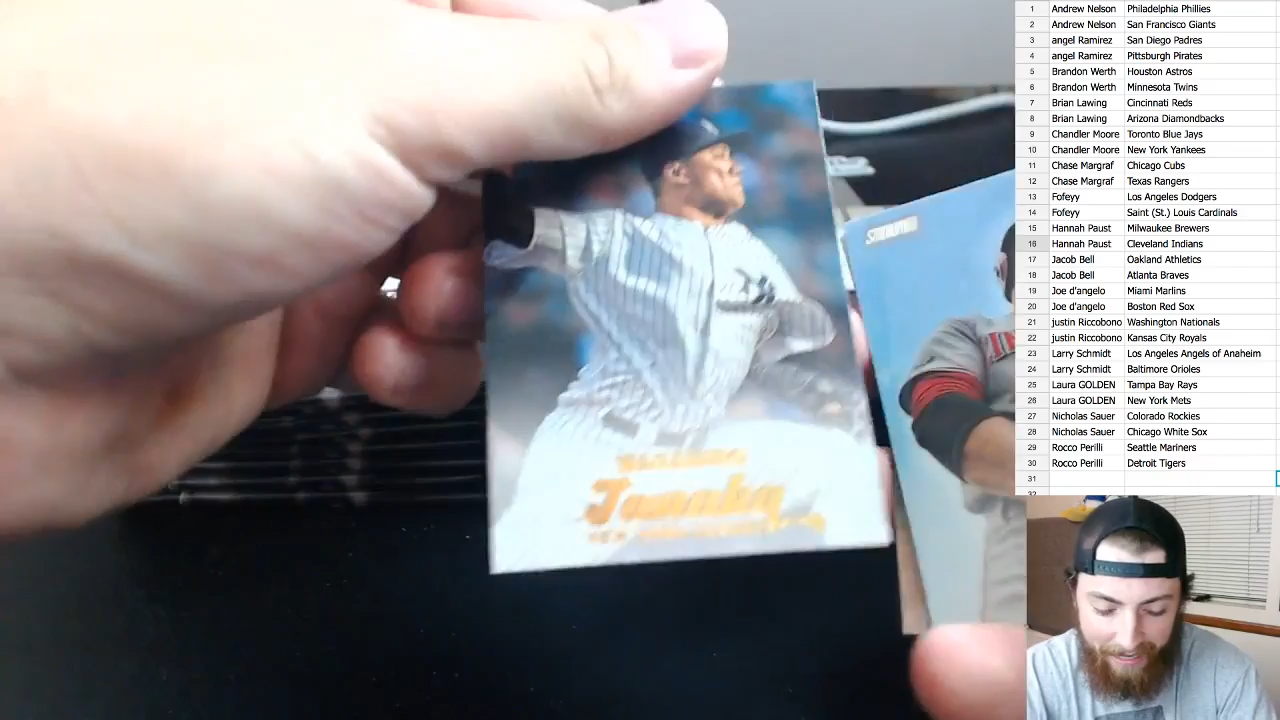 1 Andrew Nelson Philadelphia Phillies
2 Andrew Nelson San Francisco Giants
3 angel Ramirez San Diego Padres
4 angel Ramirez Pittsburgh Pirates
5 Brandon Werth Houston Astros
6 Brandon Werth Minnesota Twins
7 Brian Lawing Cincinnati Reds
8 Brian Lawing Arizona Diamondbacks
9 Chandler Moore Toronto Blue Jays
10 Chandler Moore New York Yankees
11 Chase Margraf Chicago Cubs
12 Chase Margraf Texas Rangers
13 Fofeyy Los Angeles Dodgers
14 Fofeyy Saint (St.) Louis Cardinals
15 Hannah Paust Milwaukee Brewers
16 Hannah Paust Cleveland Indians
17 Jacob Bell Oakland Athletics
18 Jacob Bell Atlanta Braves
19 Joe d'angelo Miami Marlins
20 Joe d'angelo Boston Red Sox
21 justin Riccobono Washington Nationals
22 justin Riccobono Kansas City Royals
23 Larry Schmidt Los Angeles Angels of Anaheim
24 Larry Schmidt Baltimore Orioles
25 Laura GOLDEN Tampa Bay Rays
26 Laura GOLDEN New York Mets
27 Nicholas Sauer Colorado Rockies
28 Nicholas Sauer Chicago White Sox
29 Rocco Perilli Seattle Mariners
30 Rocco Perilli Detroit Tigers
31
STADIUM
Tanaka